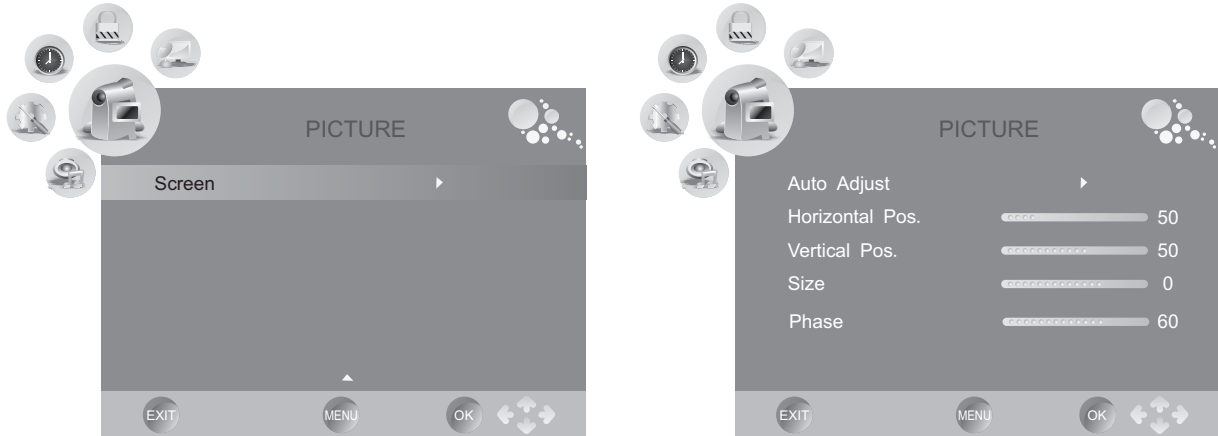 PICTURE
Screen
EXIT
MENU
OK
PICTURE
Auto Adjust
Horizontal Pos. 50
Vertical Pos. 50
Size 0
Phase 60
EXIT
MENU
OK